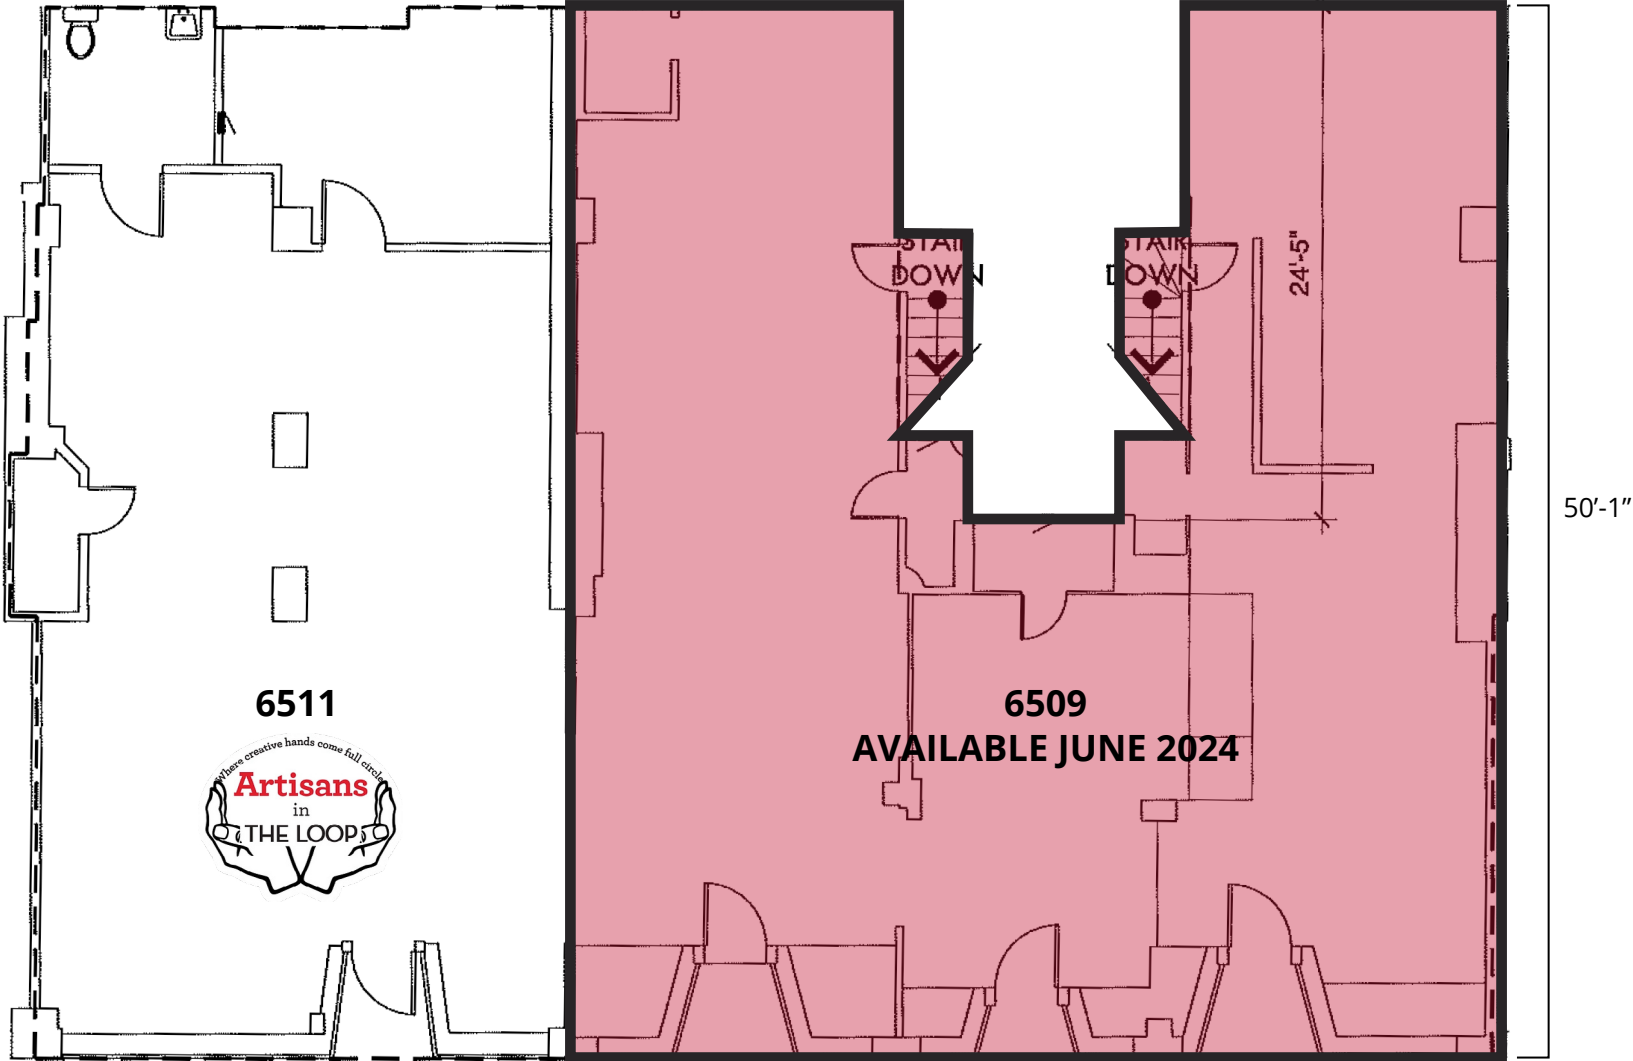 STAIR
DOWN
STAIR
DOWN
24'-5"
50’-1”
6511
Where creative hands come full circle
Artisans
in
THE LOOP
6509
AVAILABLE JUNE 2024